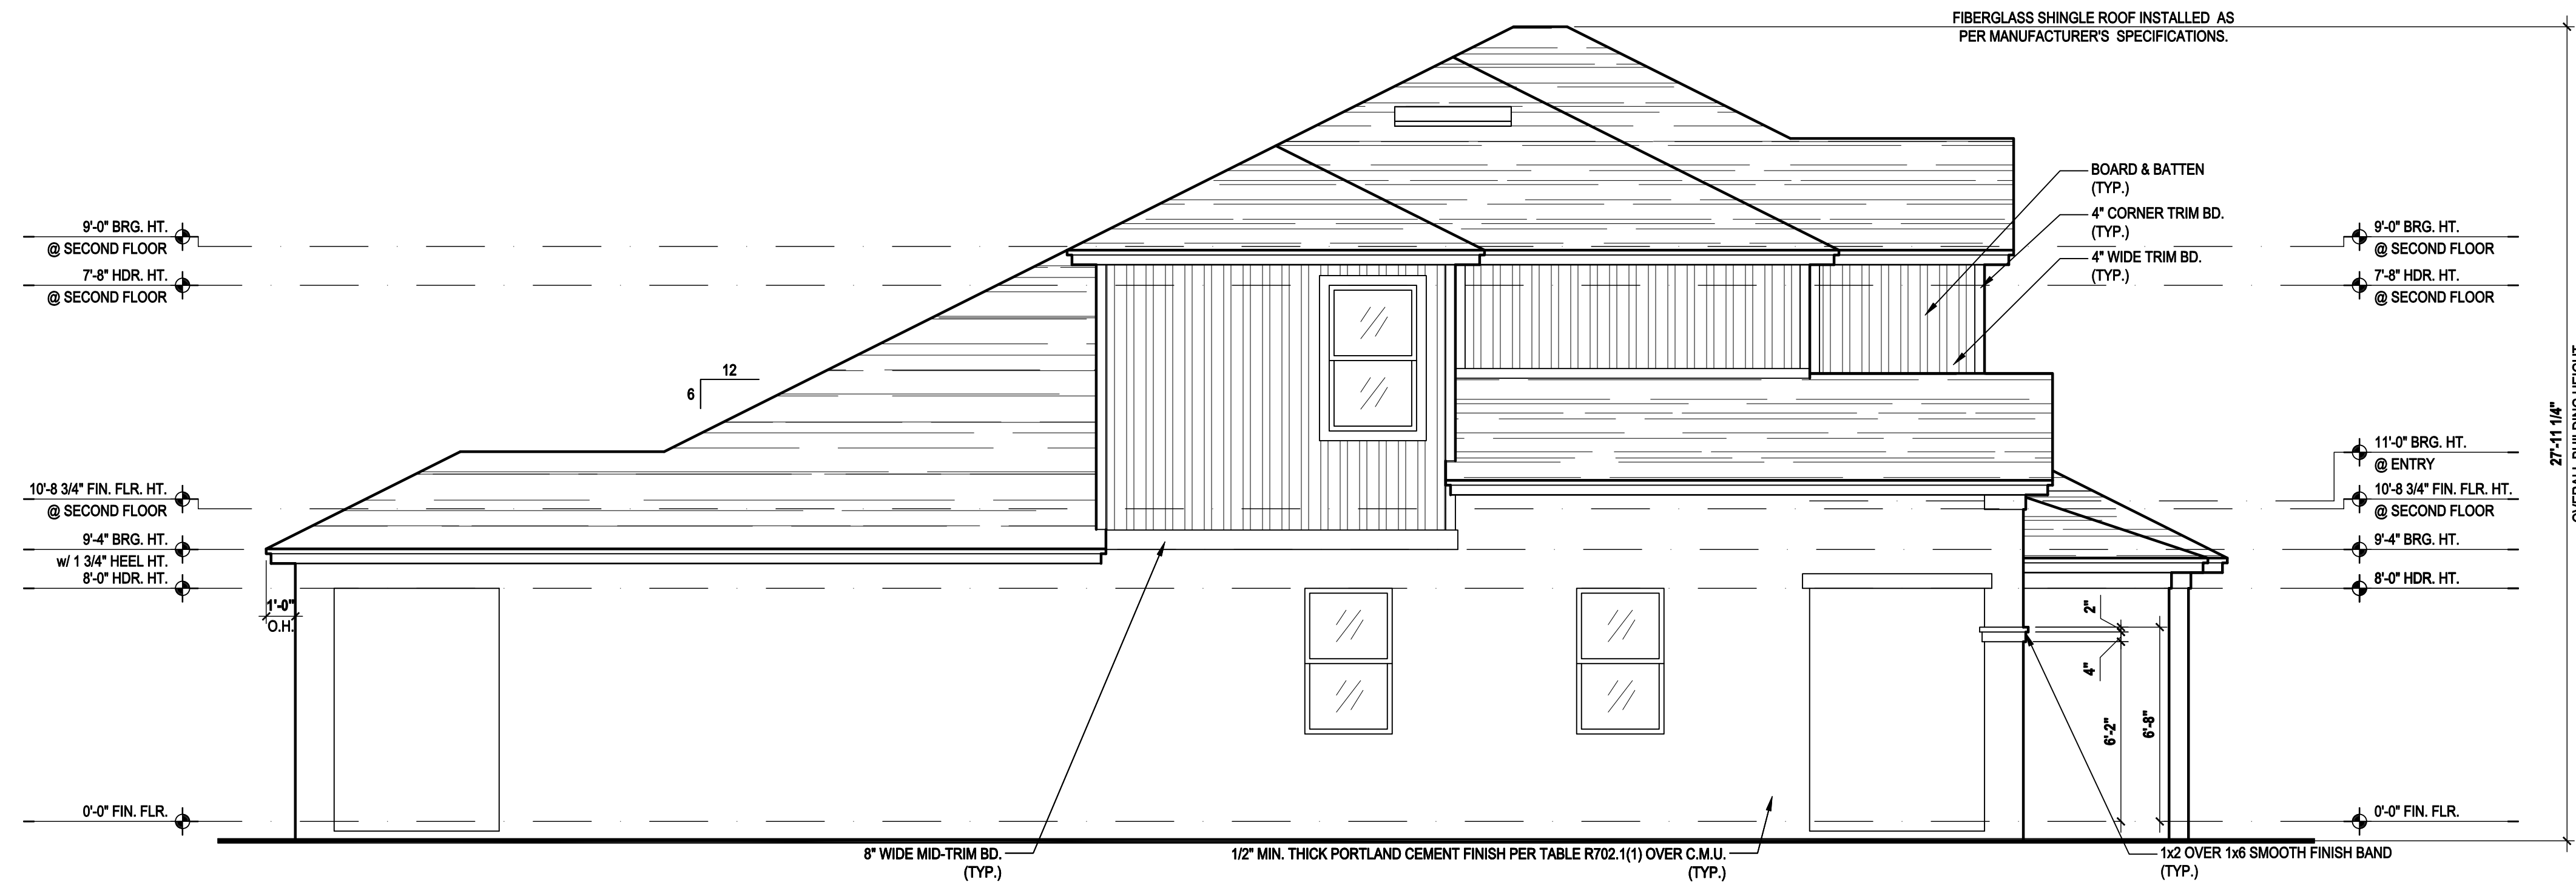 FIBERGLASS SHINGLE ROOF INSTALLED AS
PER MANUFACTURER'S SPECIFICATIONS.
BOARD & BATTEN
(TYP.)
4" CORNER TRIM BD.
(TYP.)
4" WIDE TRIM BD.
(TYP.)
9'-0" BRG. HT.
@ SECOND FLOOR
7'-8" HDR. HT.
@ SECOND FLOOR
12
6
10'-8 3/4" FIN. FLR. HT.
@ SECOND FLOOR
9'-4" BRG. HT.
w/ 1 3/4" HEEL HT.
8'-0" HDR. HT.
1'-0"
O.H.
0'-0" FIN. FLR.
9'-0" BRG. HT.
@ SECOND FLOOR
7'-8" HDR. HT.
@ SECOND FLOOR
11'-0" BRG. HT.
@ ENTRY
10'-8 3/4" FIN. FLR. HT.
@ SECOND FLOOR
9'-4" BRG. HT.
8'-0" HDR. HT.
0'-0" FIN. FLR.
27'-11 1/4"
OVERALL BUILDING HEIGHT
2"
4"
6'-2"
6'-8"
8" WIDE MID-TRIM BD.
(TYP.)
1/2" MIN. THICK PORTLAND CEMENT FINISH PER TABLE R702.1(1) OVER C.M.U.
(TYP.)
1x2 OVER 1x6 SMOOTH FINISH BAND
(TYP.)